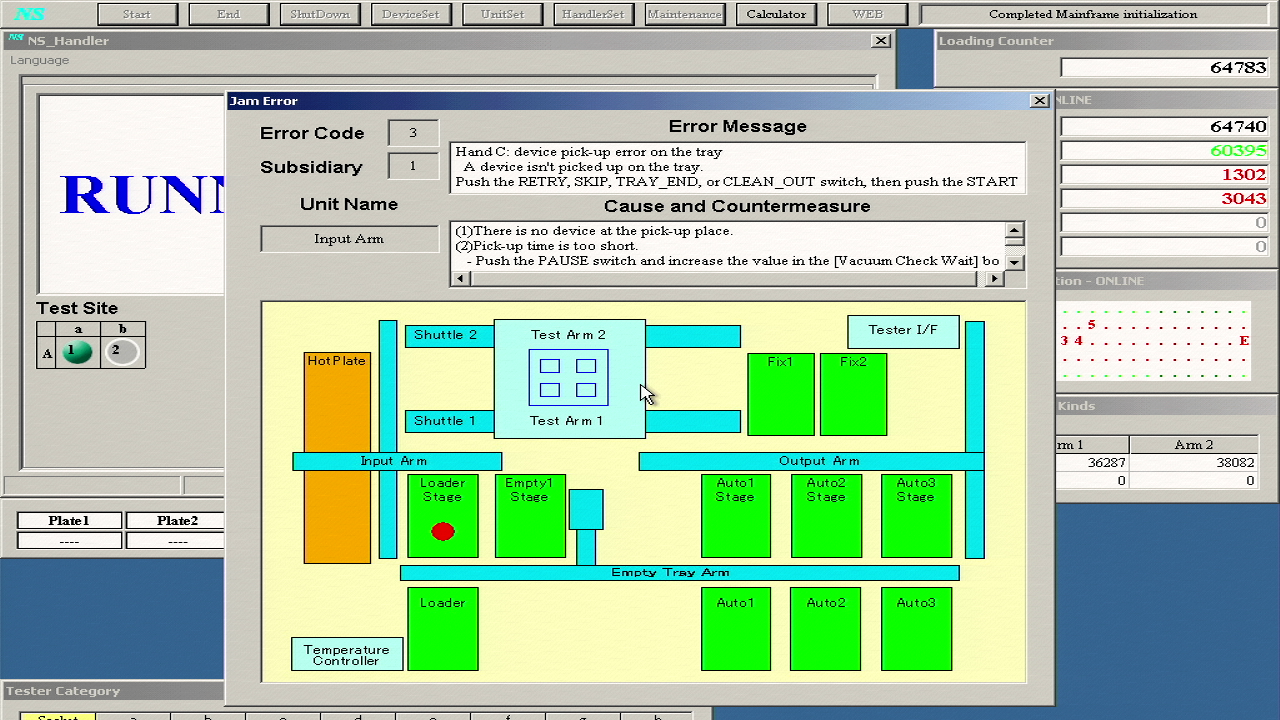 NS Start End ShutDown DeviceSet UnitSet HandlerSet Maintenance Calculator WEB Completed Mainframe initialization
NS NS_Handler
Language
Loading Counter
64783
NLINE
64740
60395
1302
3043
0
0
RUNN
Jam Error
Error Code 3
Subsidiary 1
Unit Name
Input Arm
Error Message
Hand C: device pick-up error on the tray
A device isn't picked up on the tray.
Push the RETRY, SKIP, TRAY_END, or CLEAN_OUT switch, then push the START
Cause and Countermeasure
(1)There is no device at the pick-up place.
(2)Pick-up time is too short.
- Push the PAUSE switch and increase the value in the [Vacuum Check Wait] bo
Test Site
a b
A 1 2
tion - ONLINE
5
3 4 E
Kinds
rm 1 Arm 2
36287 38082
0 0
Plate1 Plate2
---- ----
HotPlate
Shuttle 2
Test Arm 2
Tester I/F
Fix1 Fix2
Shuttle 1
Test Arm 1
Input Arm
Output Arm
Loader
Stage
Empty1
Stage
Auto1
Stage
Auto2
Stage
Auto3
Stage
Empty Tray Arm
Loader
Auto1 Auto2 Auto3
Temperature
Controller
Tester Category
Socket a b c d e f g h